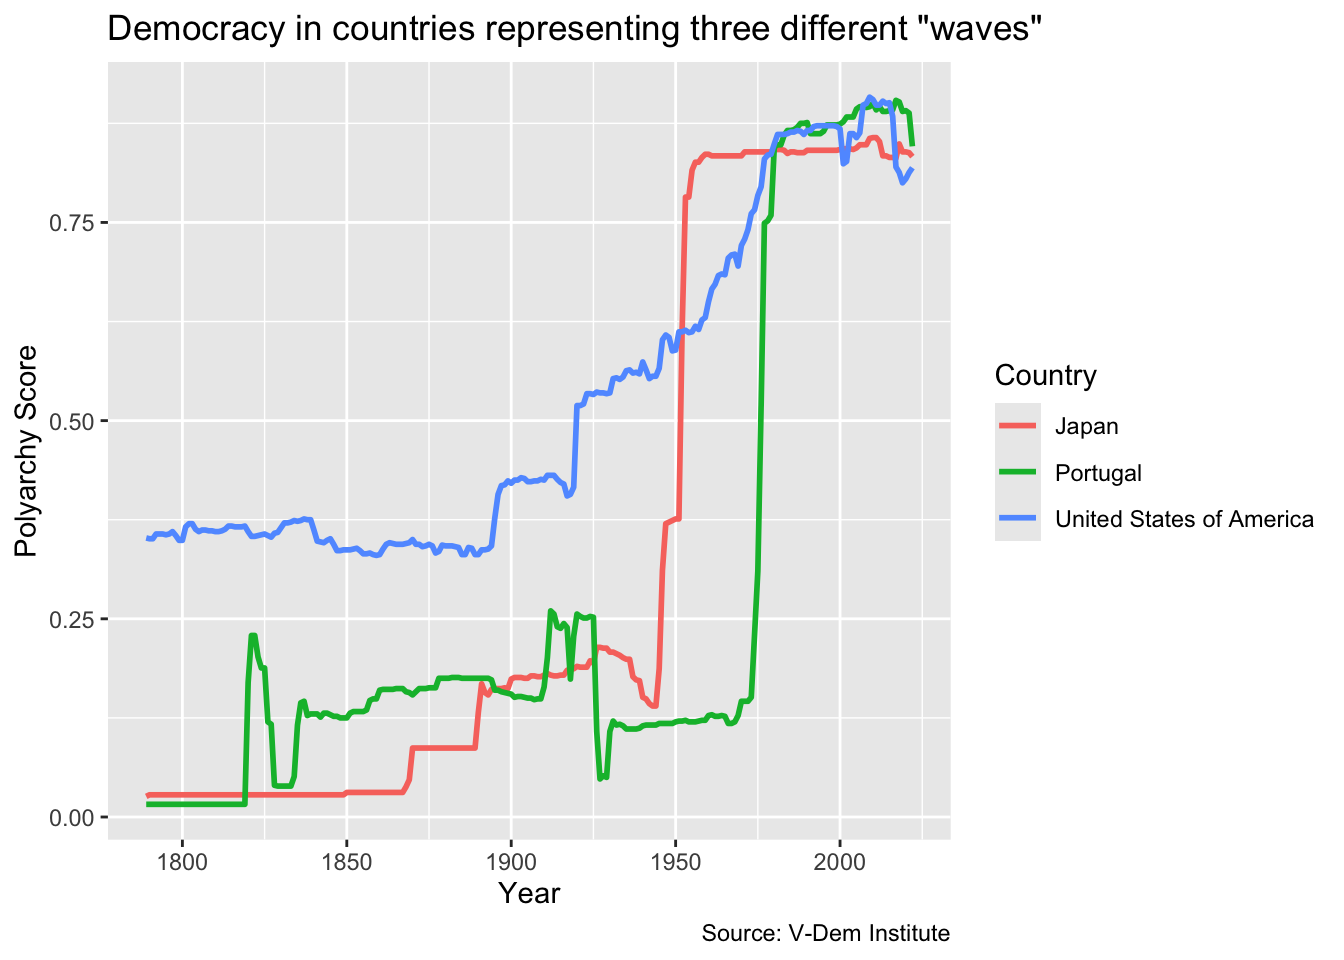 Democracy in countries representing three different "waves"
Polyarchy Score
0.75
0.50
0.25
0.00
1800
1850
1900
1950
2000
Year
Country
Japan
Portugal
United States of America
Source: V-Dem Institute